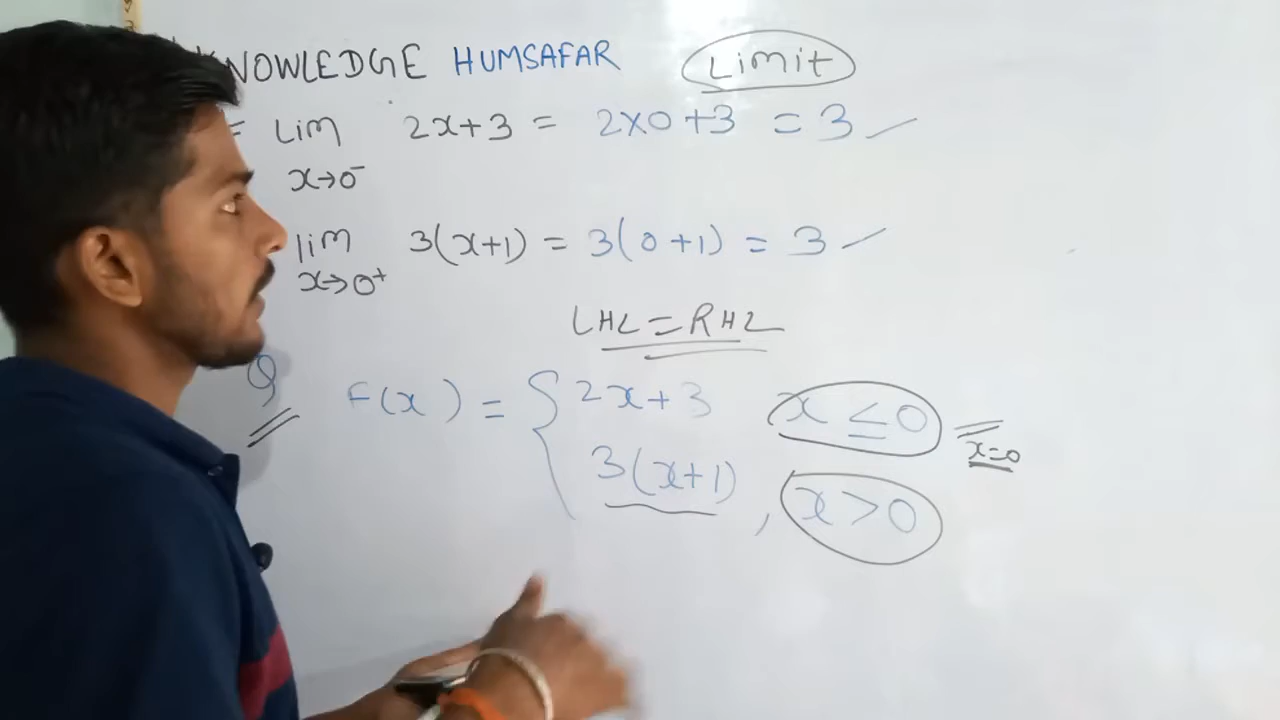 KNOWLEDGE HUMSAFAR Limit
= Lim 2x+3 = 2x0+3 = 3
x→0⁻
lim 3(x+1) = 3(0+1) = 3
x→0⁺
LHL = RHL
Q F(x) = { 2x+3 x ≤ 0 x=0
3(x+1) , x > 0